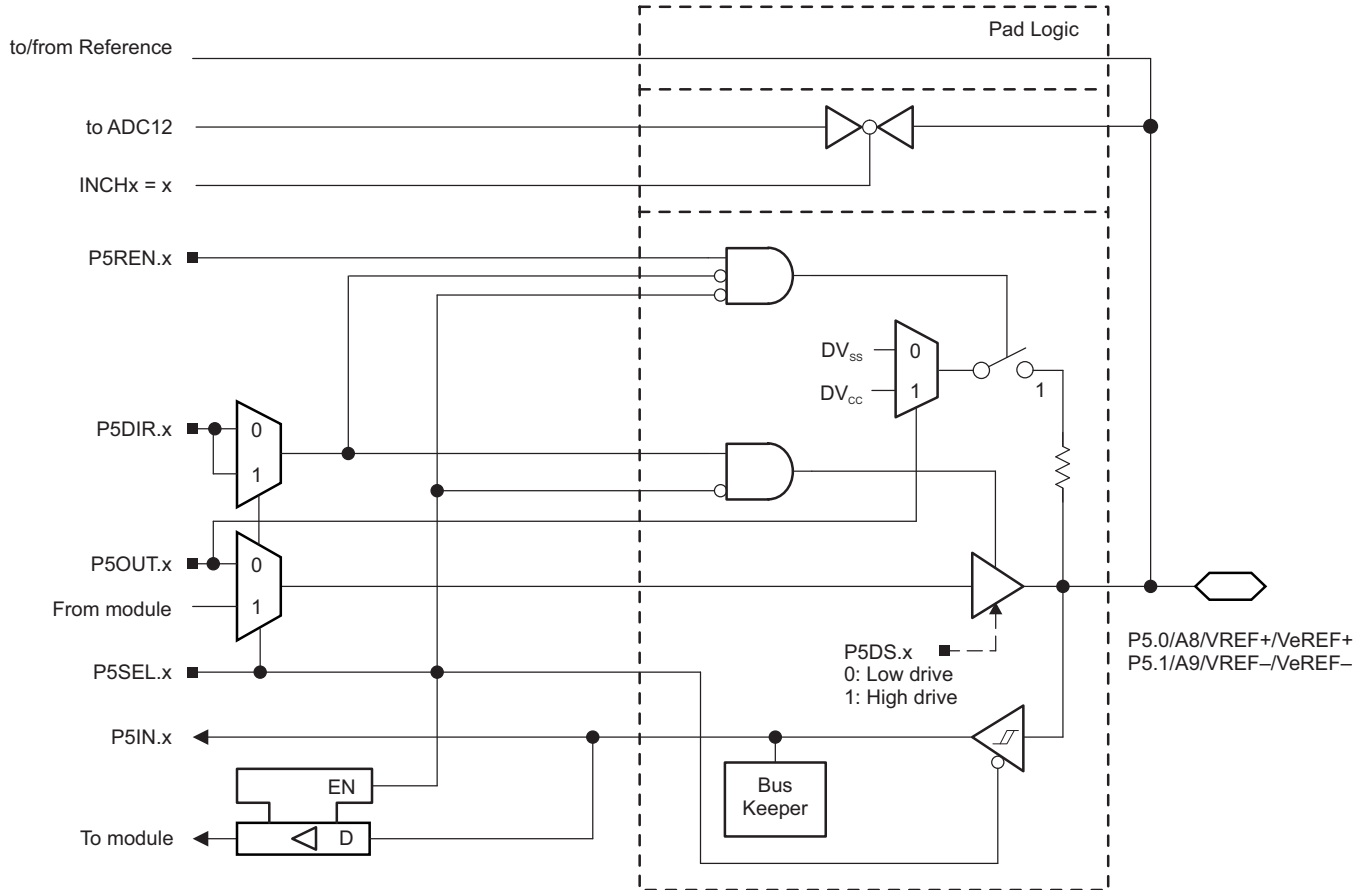 Pad Logic
to/from Reference
to ADC12
INCHx = x
P5REN.x
DVSS
0
DVCC
1
1
P5DIR.x
0
1
P5OUT.x
0
From module
1
P5SEL.x
P5DS.x
0: Low drive
1: High drive
P5.0/A8/VREF+/VeREF+
P5.1/A9/VREF–/VeREF–
P5IN.x
Bus
Keeper
EN
To module
D